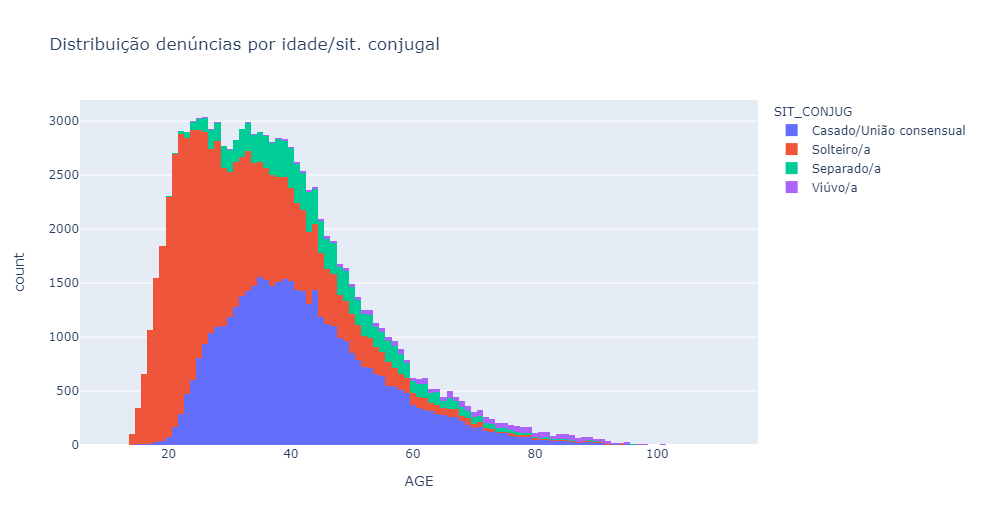 Distribuição denúncias por idade/sit. conjugal
SIT_CONJUG
Casado/União consensual
Solteiro/a
Separado/a
Viúvo/a
3000
2500
2000
1500
1000
500
0
count
20 40 60 80 100
AGE